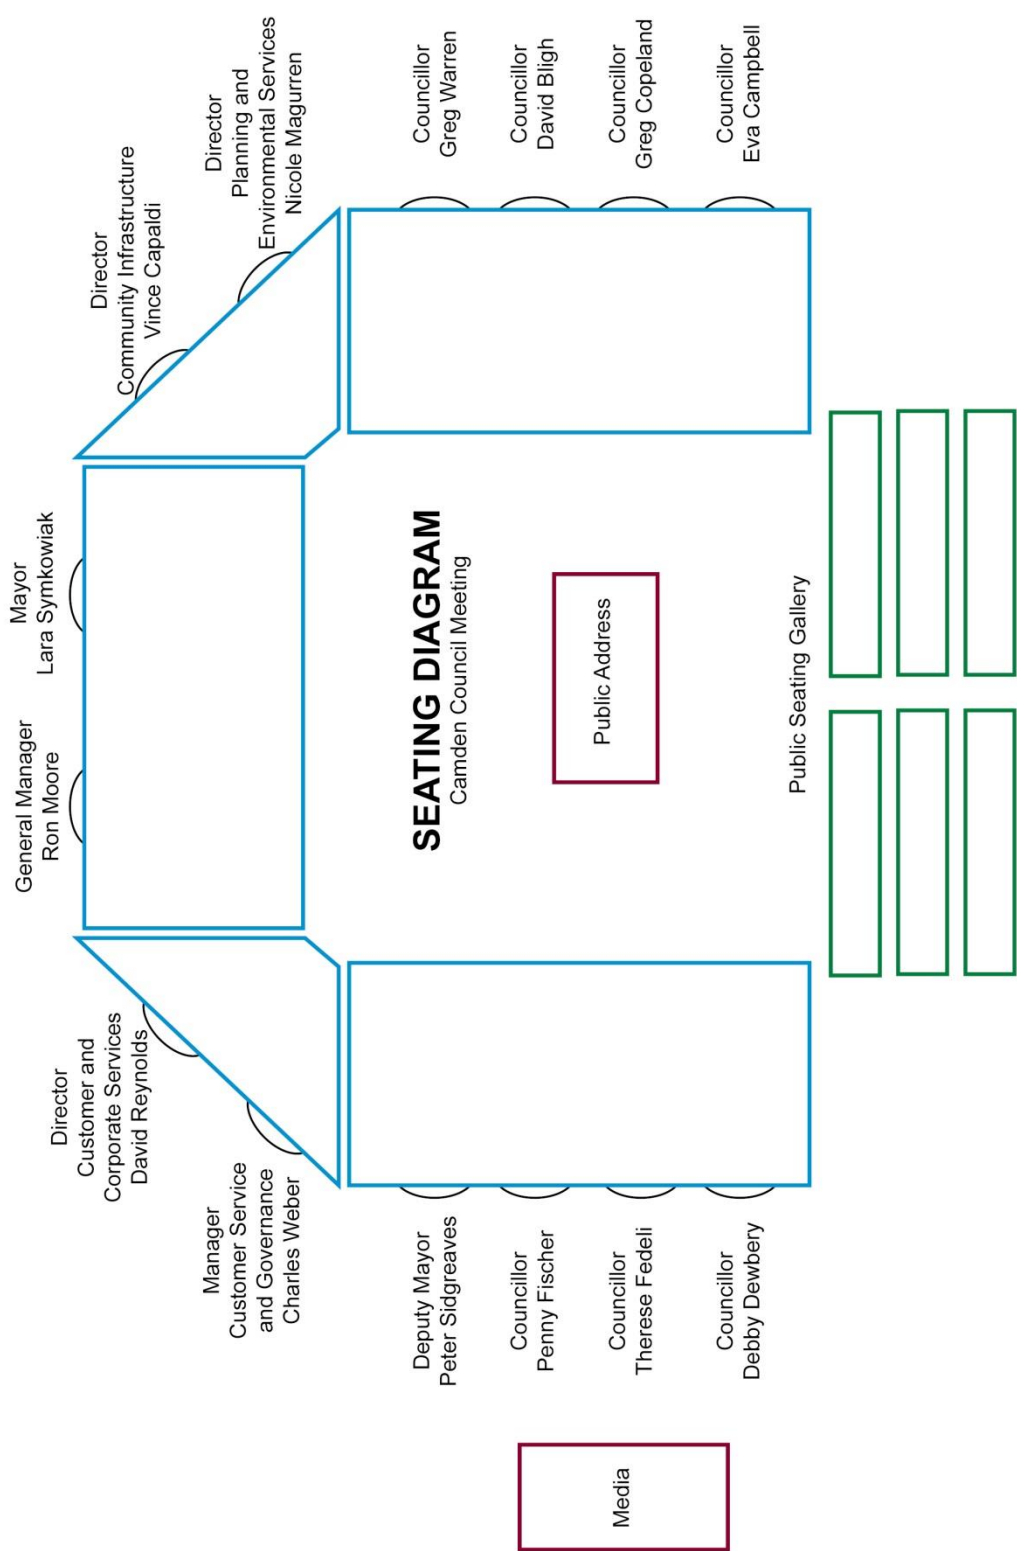 Director
Customer and
Corporate Services
David Reynolds
General Manager
Ron Moore
Mayor
Lara Symkowiak
Director
Community Infrastructure
Vince Capaldi
Manager
Customer Service
and Governance
Charles Weber
Director
Planning and
Environmental Services
Nicole Magurren
SEATING DIAGRAM
Camden Council Meeting
Deputy Mayor
Peter Sidgreaves
Councillor
Greg Warren
Councillor
Penny Fischer
Councillor
David Bligh
Media
Public Address
Councillor
Therese Fedeli
Councillor
Greg Copeland
Councillor
Debby Dewbery
Councillor
Eva Campbell
Public Seating Gallery